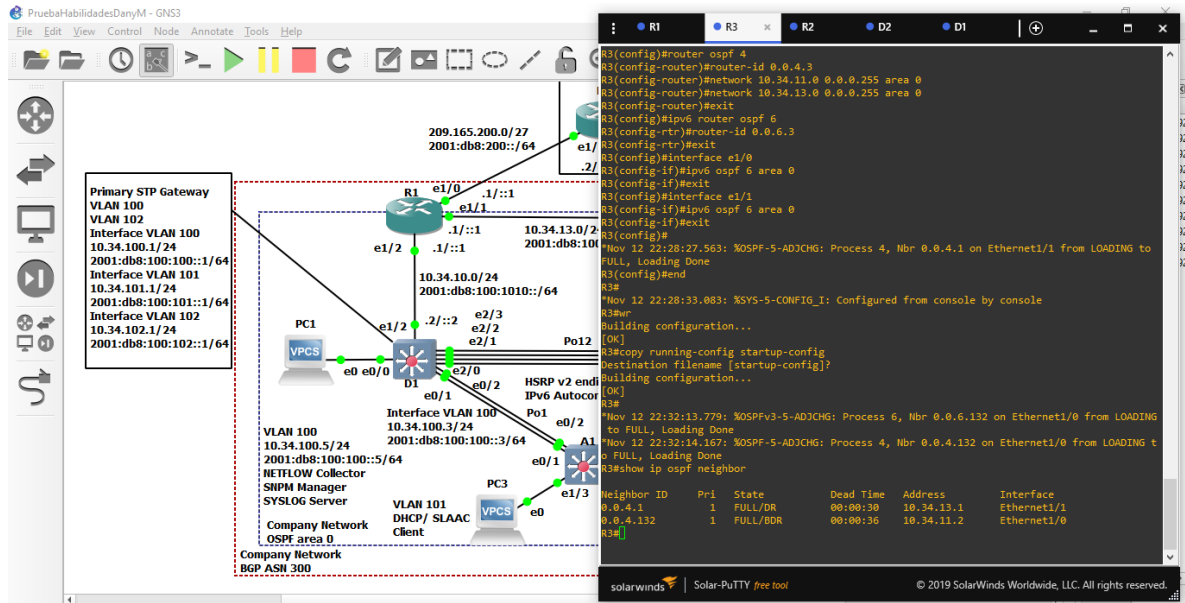 PruebaHabilidadesDanyM - GNS3
File Edit View Control Node Annotate Tools Help
209.165.200.0/27
2001:db8:200::/64
e1/
.2/
Primary STP Gateway
VLAN 100
VLAN 102
Interface VLAN 100
10.34.100.1/24
2001:db8:100:100::1/64
Interface VLAN 101
10.34.101.1/24
2001:db8:100:101::1/64
Interface VLAN 102
10.34.102.1/24
2001:db8:100:102::1/64
R1
e1/0
.1/::1
e1/1
.1/::1
10.34.13.0/2
2001:db8:100
e1/2
.1/::1
10.34.10.0/24
2001:db8:100:1010::/64
PC1
VPCS
e1/2
.2/::2
e2/3
e2/2
e2/1
Po12
e0
e0/0
D1
e2/0
e0/2
e0/1
HSRP v2 endi
IPv6 Autocor
Interface VLAN 100
10.34.100.3/24
2001:db8:100:100::3/64
Po1
e0/2
A1
e0/1
e1/3
VLAN 100
10.34.100.5/24
2001:db8:100:100::5/64
NETFLOW Collector
SNPM Manager
SYSLOG Server
PC3
VPCS
e0
VLAN 101
DHCP/ SLAAC
Client
Company Network
OSPF area 0
Company Network
BGP ASN 300
R1
R3
R2
D2
D1
R3(config)#router ospf 4
R3(config-router)#router-id 0.0.4.3
R3(config-router)#network 10.34.11.0 0.0.0.255 area 0
R3(config-router)#network 10.34.13.0 0.0.0.255 area 0
R3(config-router)#exit
R3(config)#ipv6 router ospf 6
R3(config-rtr)#router-id 0.0.6.3
R3(config-rtr)#exit
R3(config)#interface e1/0
R3(config-if)#ipv6 ospf 6 area 0
R3(config-if)#exit
R3(config)#interface e1/1
R3(config-if)#ipv6 ospf 6 area 0
R3(config-if)#exit
R3(config)#
*Nov 12 22:28:27.563: %OSPF-5-ADJCHG: Process 4, Nbr 0.0.4.1 on Ethernet1/1 from LOADING to
FULL, Loading Done
R3(config)#end
R3#
*Nov 12 22:28:33.083: %SYS-5-CONFIG_I: Configured from console by console
R3#wr
Building configuration...
[OK]
R3#copy running-config startup-config
Destination filename [startup-config]?
Building configuration...
[OK]
R3#
*Nov 12 22:32:13.779: %OSPFv3-5-ADJCHG: Process 6, Nbr 0.0.6.132 on Ethernet1/0 from LOADING
to FULL, Loading Done
*Nov 12 22:32:14.167: %OSPF-5-ADJCHG: Process 4, Nbr 0.0.4.132 on Ethernet1/0 from LOADING t
o FULL, Loading Done
R3#show ip ospf neighbor
Neighbor ID Pri State Dead Time Address Interface
0.0.4.1 1 FULL/DR 00:00:30 10.34.13.1 Ethernet1/1
0.0.4.132 1 FULL/BDR 00:00:36 10.34.11.2 Ethernet1/0
R3#
solarwinds Solar-PuTTY free tool © 2019 SolarWinds Worldwide, LLC. All rights reserved.